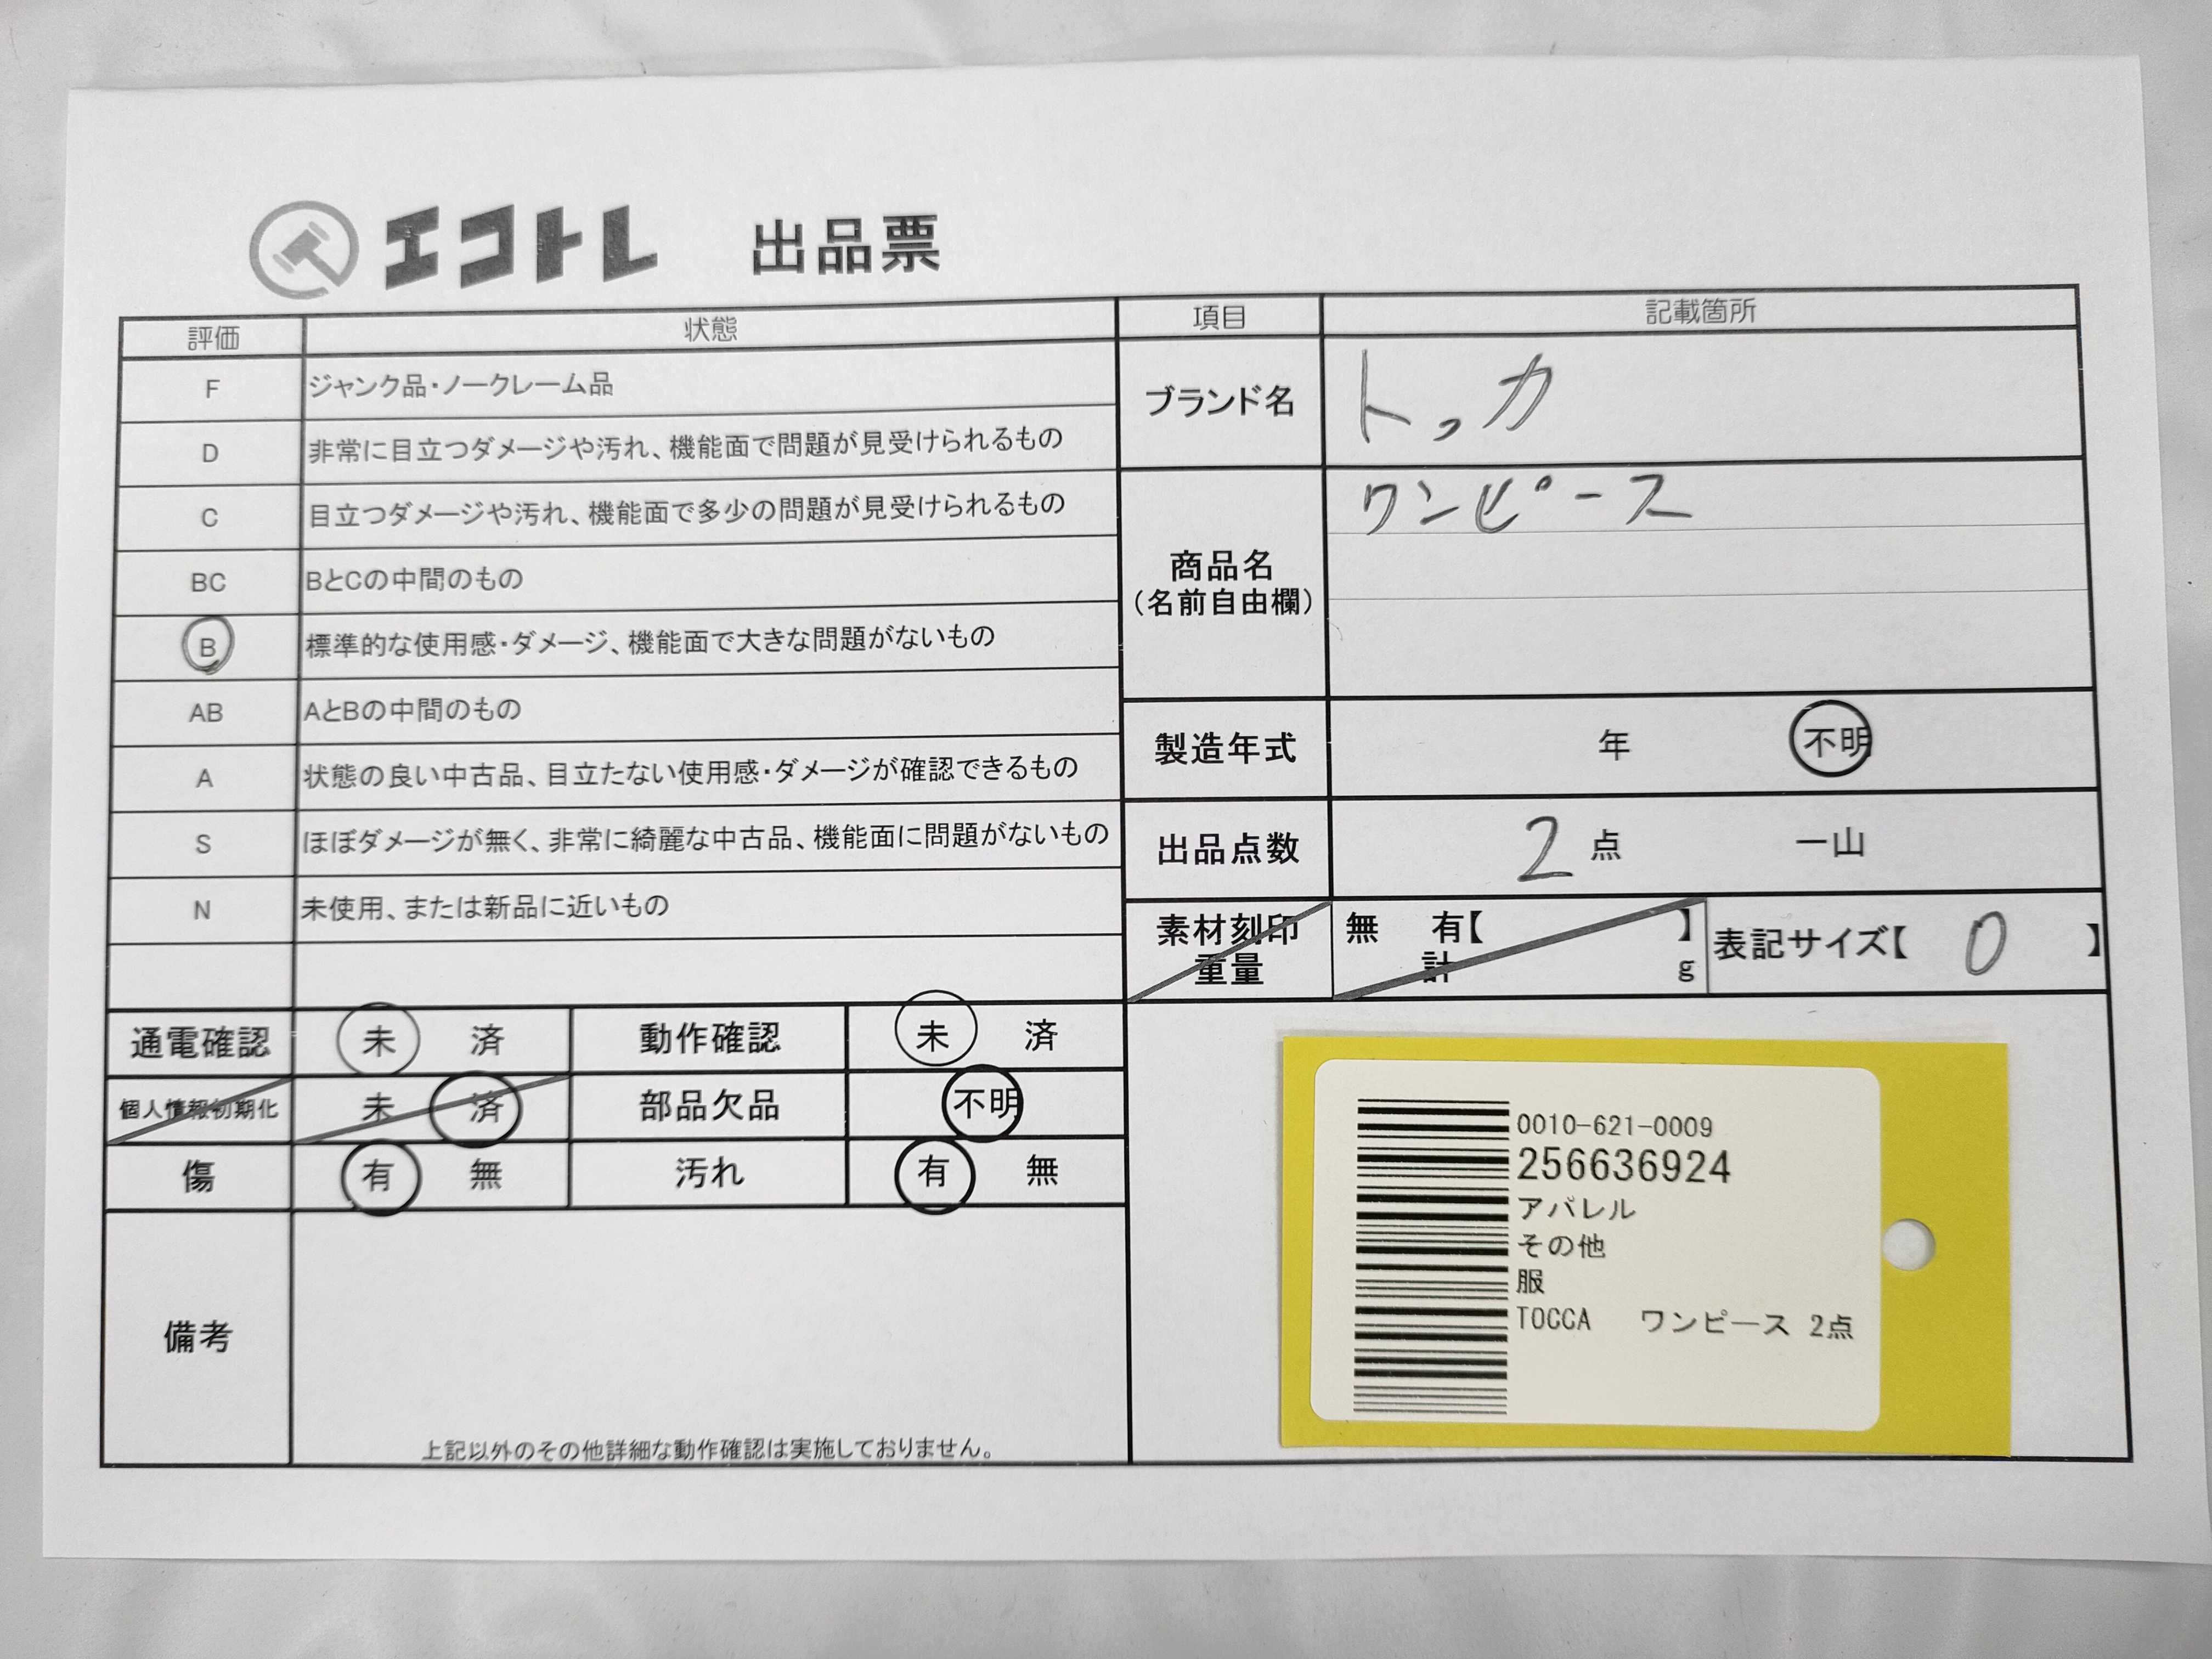 エコトレ 出品票
評価 状態
F ジャンク品・ノークレーム品
D 非常に目立つダメージや汚れ、機能面で問題が見受けられるもの
C 目立つダメージや汚れ、機能面で多少の問題が見受けられるもの
BC BとCの中間のもの
B 標準的な使用感・ダメージ、機能面で大きな問題がないもの
AB AとBの中間のもの
A 状態の良い中古品、目立たない使用感・ダメージが確認できるもの
S ほぼダメージが無く、非常に綺麗な中古品、機能面に問題がないもの
N 未使用、または新品に近いもの
通電確認 未 済 動作確認 未 済
個人情報初期化 未 済 部品欠品 不明
傷 有 無 汚れ 有 無
備考
上記以外のその他詳細な動作確認は実施しておりません。
項目 記載箇所
ブランド名 トッカ
商品名
(名前自由欄)
ワンピース
製造年式 年 不明
出品点数 2 点 一山
素材刻印 無 有【 】
重量 計 g
表記サイズ【 0 】
0010-621-0009
256636924
アパレル
その他
服
TOCCA ワンピース 2点